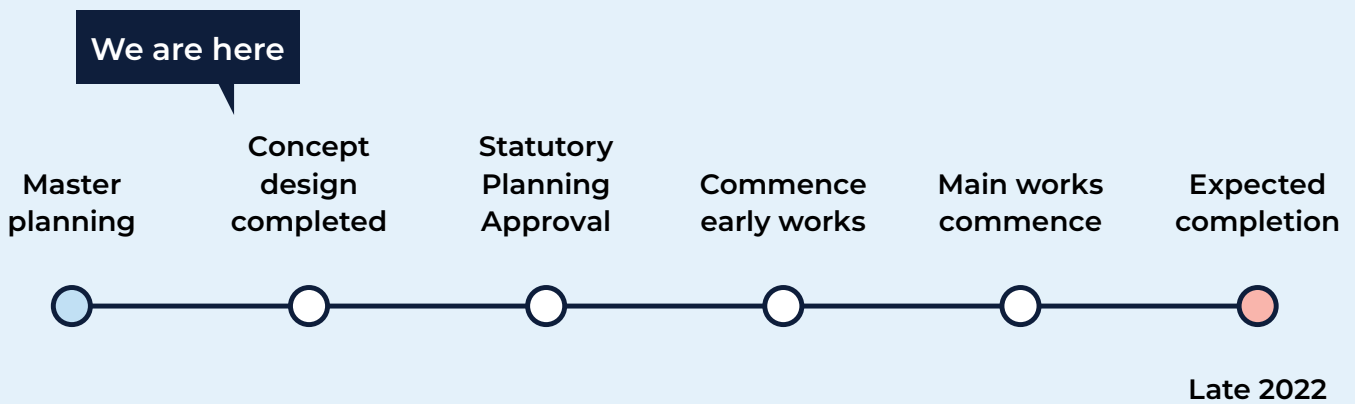 We are here
Master
planning
Concept
design
completed
Statutory
Planning
Approval
Commence
early works
Main works
commence
Expected
completion
Late 2022